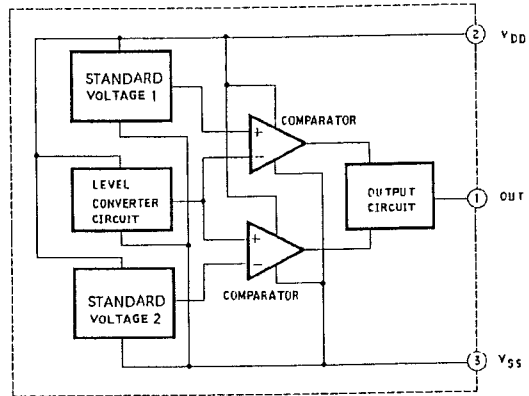 2 VDD
STANDARD
VOLTAGE 1
COMPARATOR
+
−
LEVEL
CONVERTER
CIRCUIT
OUTPUT
CIRCUIT
1 OUT
+
−
STANDARD
VOLTAGE 2
COMPARATOR
3 VSS